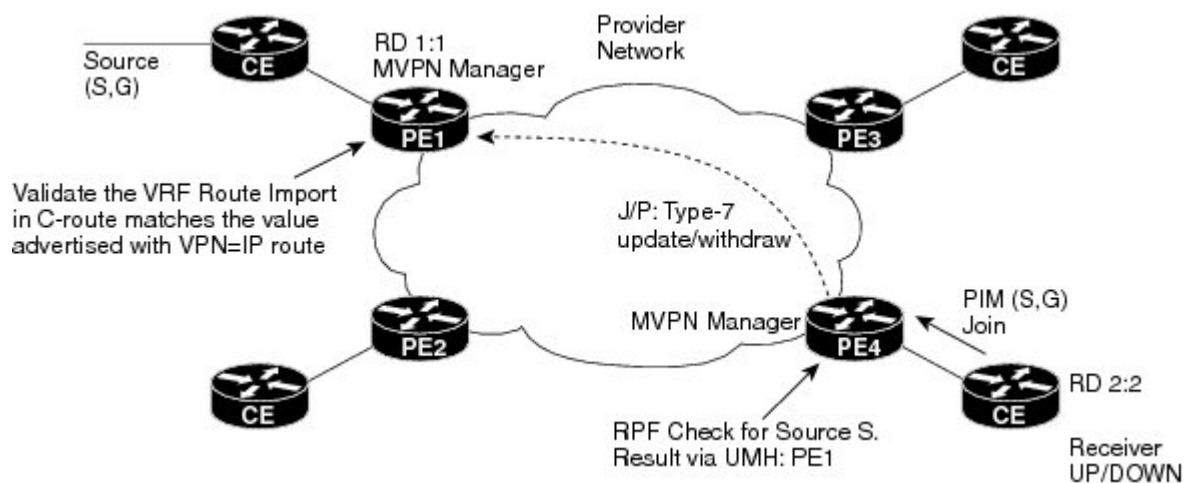 Source
(S,G)
CE
RD 1:1
MVPN Manager
Provider
Network
CE
PE1
PE3
Validate the VRF Route Import
in C-route matches the value
advertised with VPN=IP route
J/P: Type-7
update/withdraw
PE2
MVPN Manager
PE4
PIM (S,G)
Join
CE
CE
RD 2:2
RPF Check for Source S.
Result via UMH: PE1
Receiver
UP/DOWN